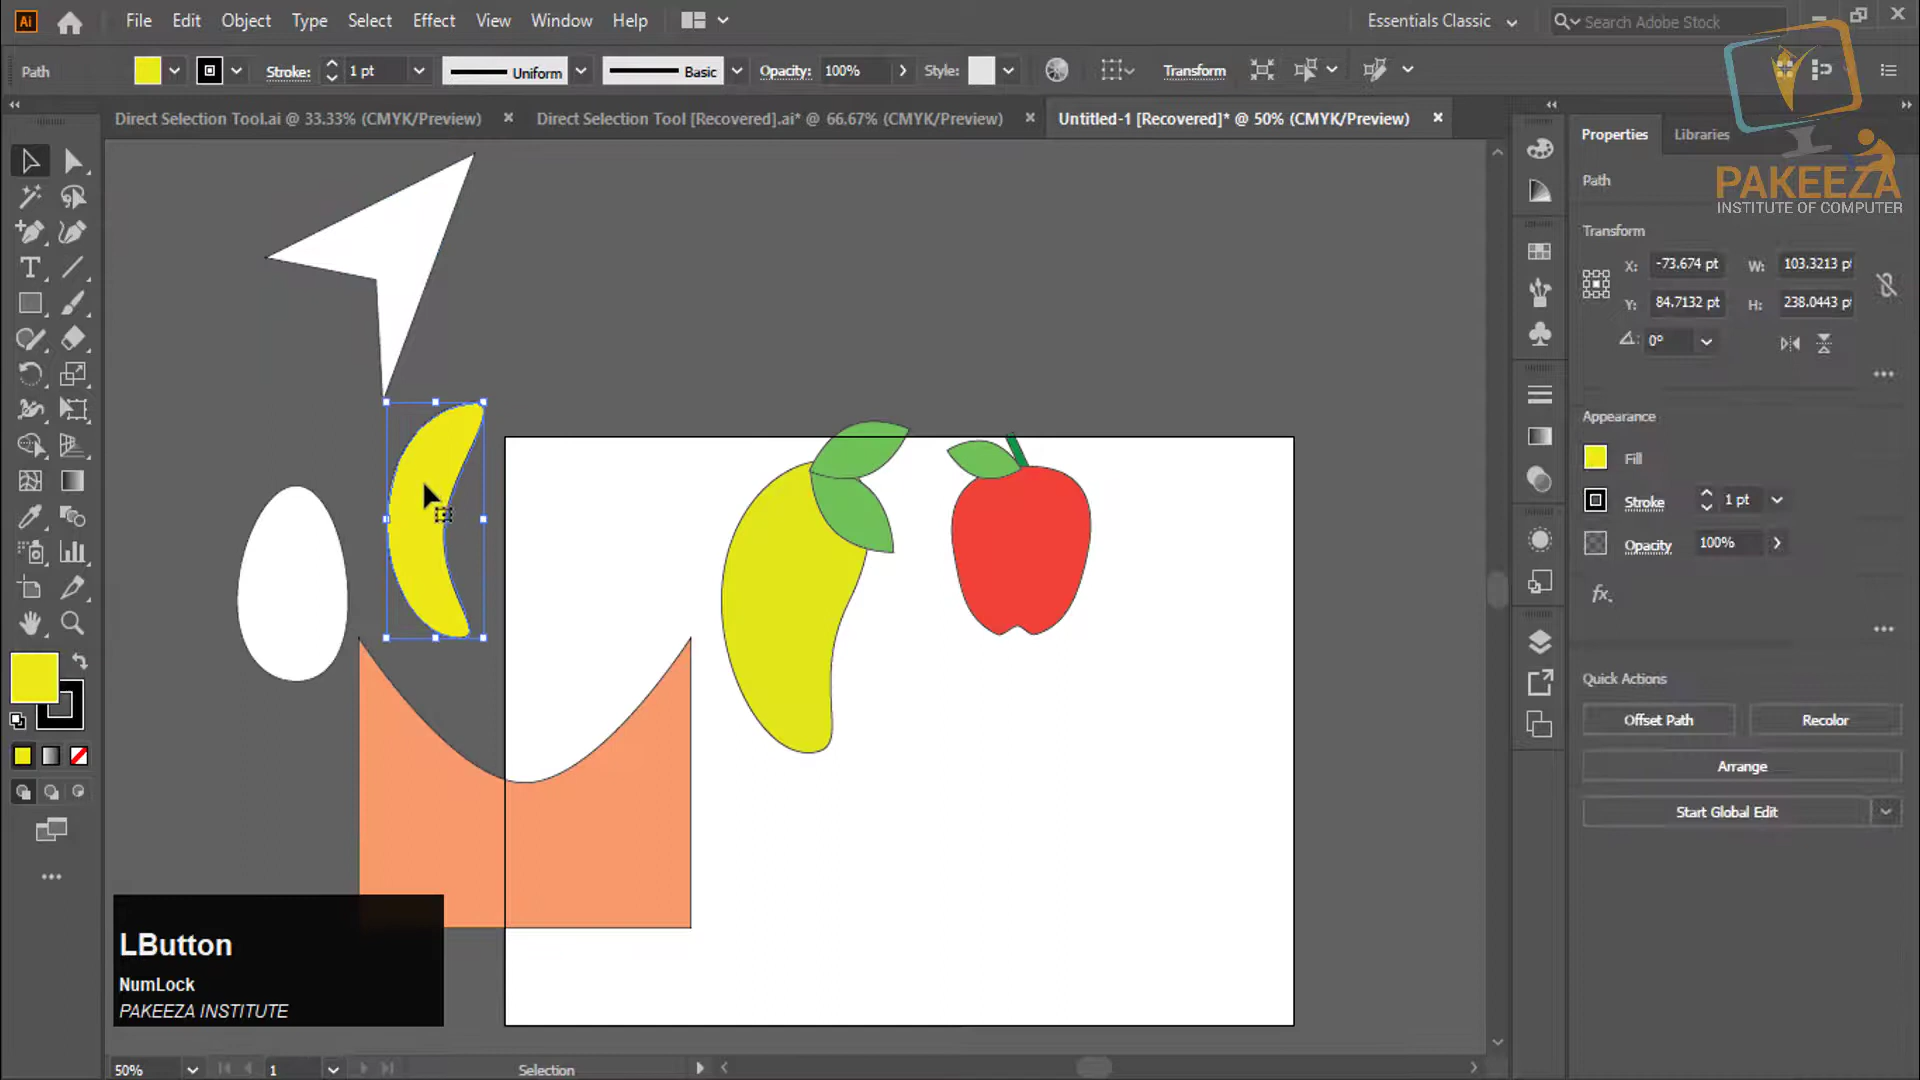 Ai File Edit Object Type Select Effect View Window Help Essentials Classic Search Adobe Stock
Path Stroke: 1 pt Uniform Basic Opacity: 100% Style: Transform
Direct Selection Tool.ai @ 33.33% (CMYK/Preview) × Direct Selection Tool [Recovered].ai* @ 66.67% (CMYK/Preview) × Untitled-1 [Recovered]* @ 50% (CMYK/Preview) ×
Properties Libraries
Path
PAKEEZA
INSTITUTE OF COMPUTER
Transform
X: -73.674 pt W: 103.3213 p
Y: 84.7132 pt H: 238.0443 p
0°
Appearance
Fill
Stroke 1 pt
Opacity 100%
fx.
Quick Actions
Offset Path Recolor
Arrange
Start Global Edit
LButton
NumLock
PAKEEZA INSTITUTE
50% 1 Selection